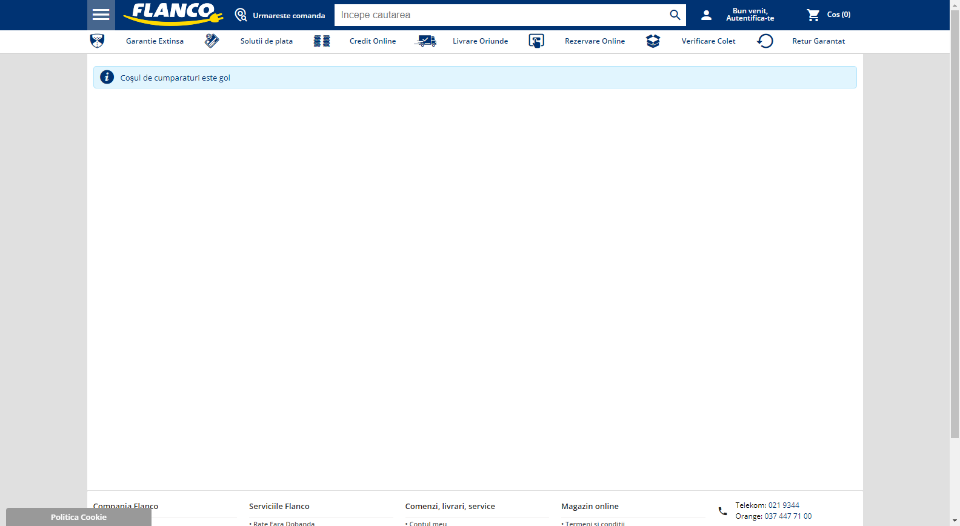 FLANCO
Urmareste comanda
Incepe cautarea
Bun venit,
Autentifica-te
Cos (0)
Garantie Extinsa
Solutii de plata
Credit Online
Livrare Oriunde
Rezervare Online
Verificare Colet
Retur Garantat
Coșul de cumparaturi este gol
Compania Flanco
Serviciile Flanco
Comenzi, livrari, service
Magazin online
Telekom: 021 9344
Orange: 037 447 71 00
• Rate Fara Dobanda
• Contul meu
• Termeni si conditii
Politica Cookie